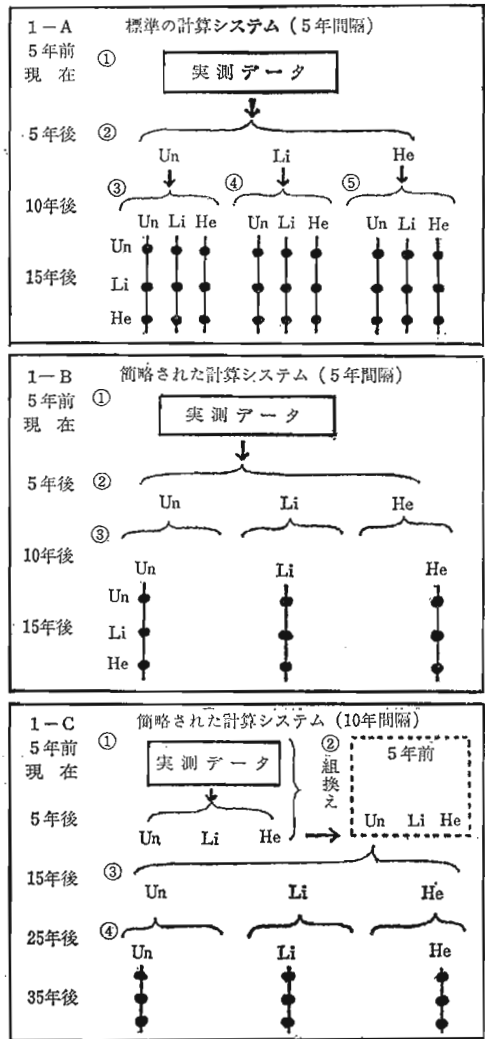 1-A 標準の計算システム（5年間隔）
5年前 ①
現在 実測データ
5年後 ②
Un Li He
③ ④ ⑤
10年後
Un Li He Un Li He Un Li He
Un
15年後 Li
He
1-B 簡略された計算システム（5年間隔）
5年前 ①
現在 実測データ
5年後 ②
Un Li He
③
10年後
Un Li He
Un
15年後 Li
He
1-C 簡略された計算システム（10年間隔）
5年前 ① ②組換え 5年前
現在 実測データ
5年後
Un Li He Un Li He
15年後 ③
Un Li He
25年後 ④
Un Li He
35年後